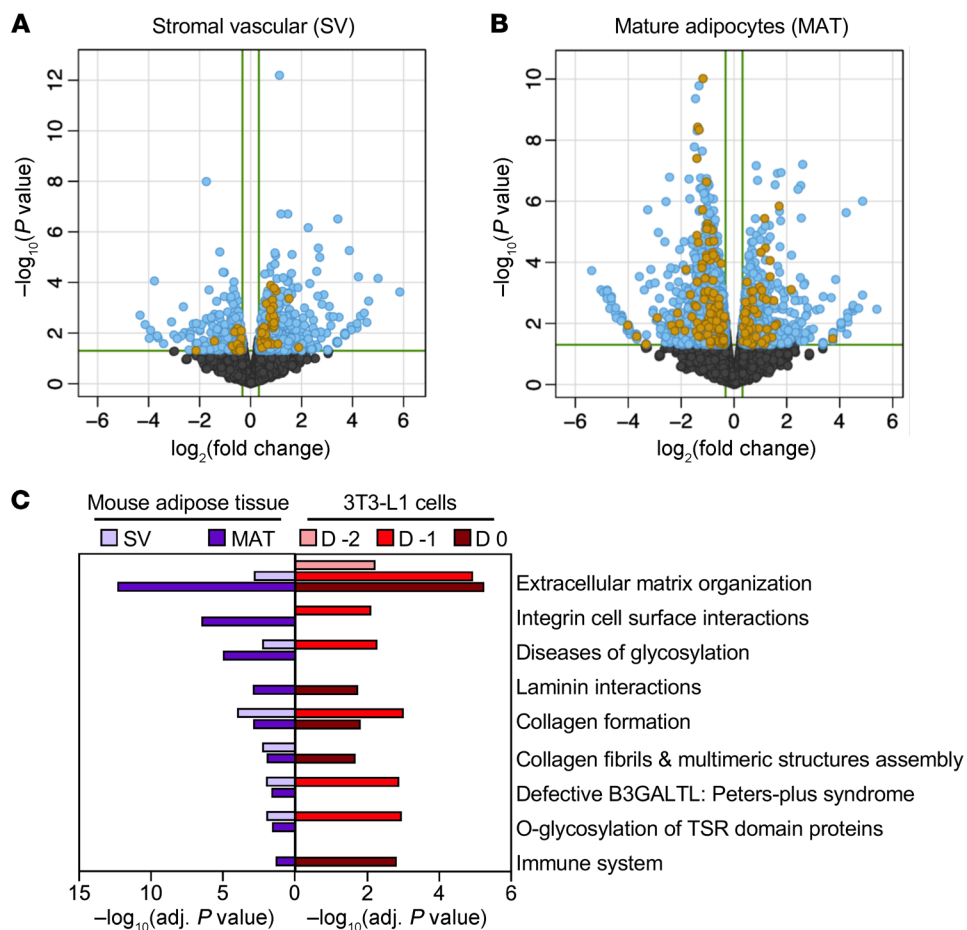 A Stromal vascular (SV)
B Mature adipocytes (MAT)
–log10(P value)
12
10
8
6
4
2
0
–6 –4 –2 0 2 4 6
log2(fold change)
–log10(P value)
10
8
6
4
2
0
–6 –4 –2 0 2 4 6
log2(fold change)
C
Mouse adipose tissue 3T3-L1 cells
SV MAT D -2 D -1 D 0
Extracellular matrix organization
Integrin cell surface interactions
Diseases of glycosylation
Laminin interactions
Collagen formation
Collagen fibrils & multimeric structures assembly
Defective B3GALTL: Peters-plus syndrome
O-glycosylation of TSR domain proteins
Immune system
15 10 5 0 2 4 6
–log10(adj. P value) –log10(adj. P value)